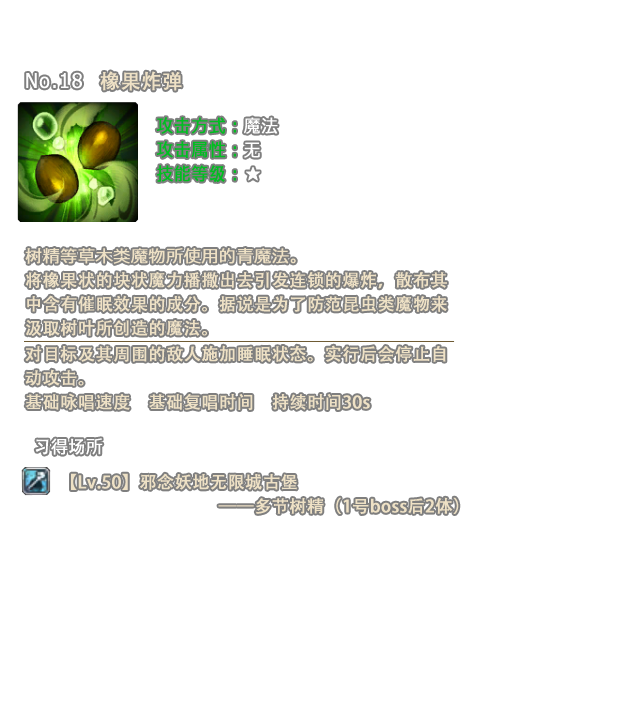 No.18 橡果炸弹
攻击方式：魔法
攻击属性：无
技能等级：★
树精等草木类魔物所使用的青魔法。
将橡果状的块状魔力播撒出去引发连锁的爆炸，散布其
中含有催眠效果的成分。据说是为了防范昆虫类魔物来
汲取树叶所创造的魔法。
对目标及其周围的敌人施加睡眠状态。实行后会停止自
动攻击。
基础咏唱速度 基础复唱时间 持续时间30s
习得场所
【Lv.50】邪念妖地无限城古堡
——多节树精（1号boss后2体）